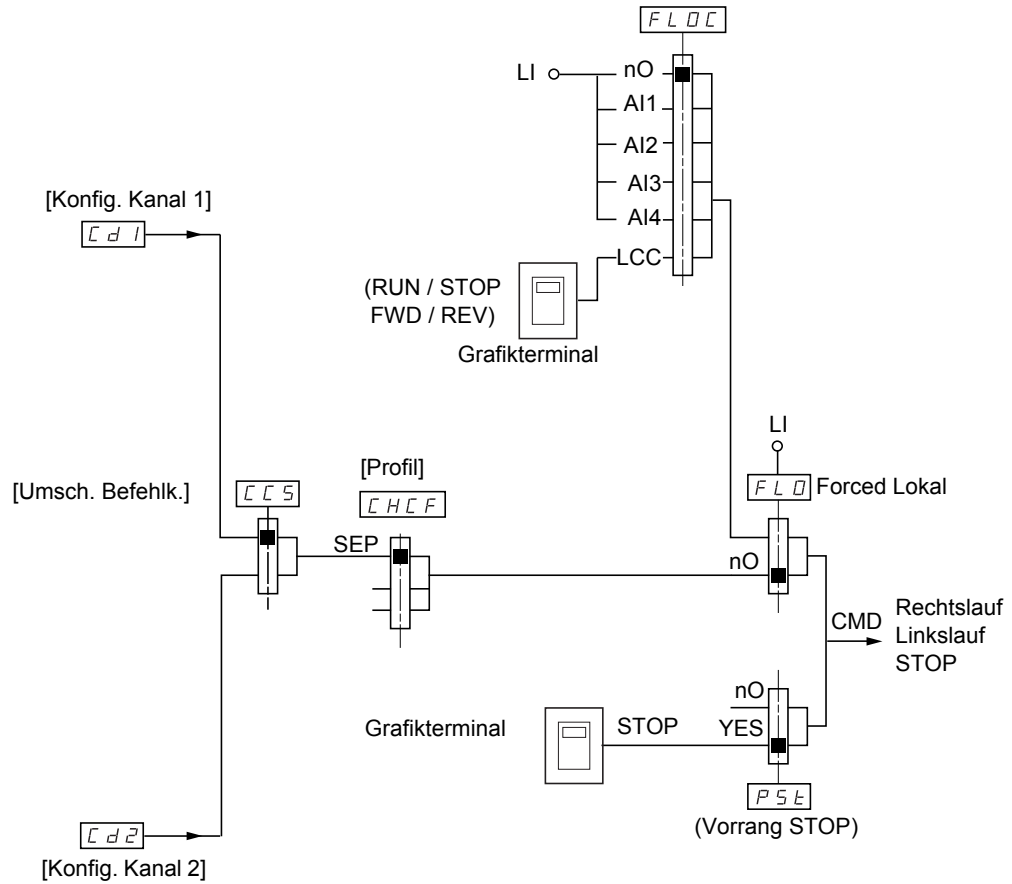 FLOC
LI
nO
AI1
AI2
AI3
AI4
LCC
(RUN / STOP
FWD / REV)
Grafikterminal
[Konfig. Kanal 1]
Cd1
[Umsch. Befehlk.]
CCS
SEP
[Profil]
CHCF
LI
FLO Forced Lokal
nO
CMD
Rechtslauf
Linkslauf
STOP
Grafikterminal
STOP
nO
YES
PSt
(Vorrang STOP)
Cd2
[Konfig. Kanal 2]